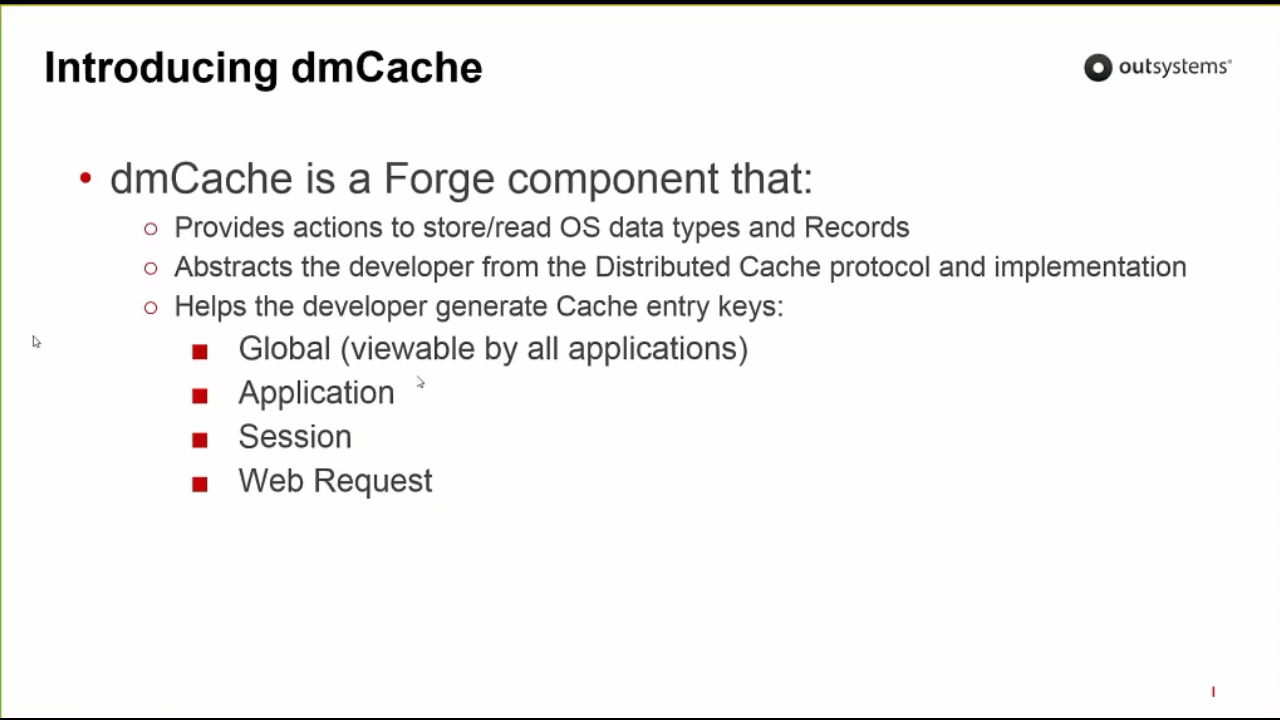 Introducing dmCache
outsystems
• dmCache is a Forge component that:
○ Provides actions to store/read OS data types and Records
○ Abstracts the developer from the Distributed Cache protocol and implementation
○ Helps the developer generate Cache entry keys:
■ Global (viewable by all applications)
■ Application
■ Session
■ Web Request